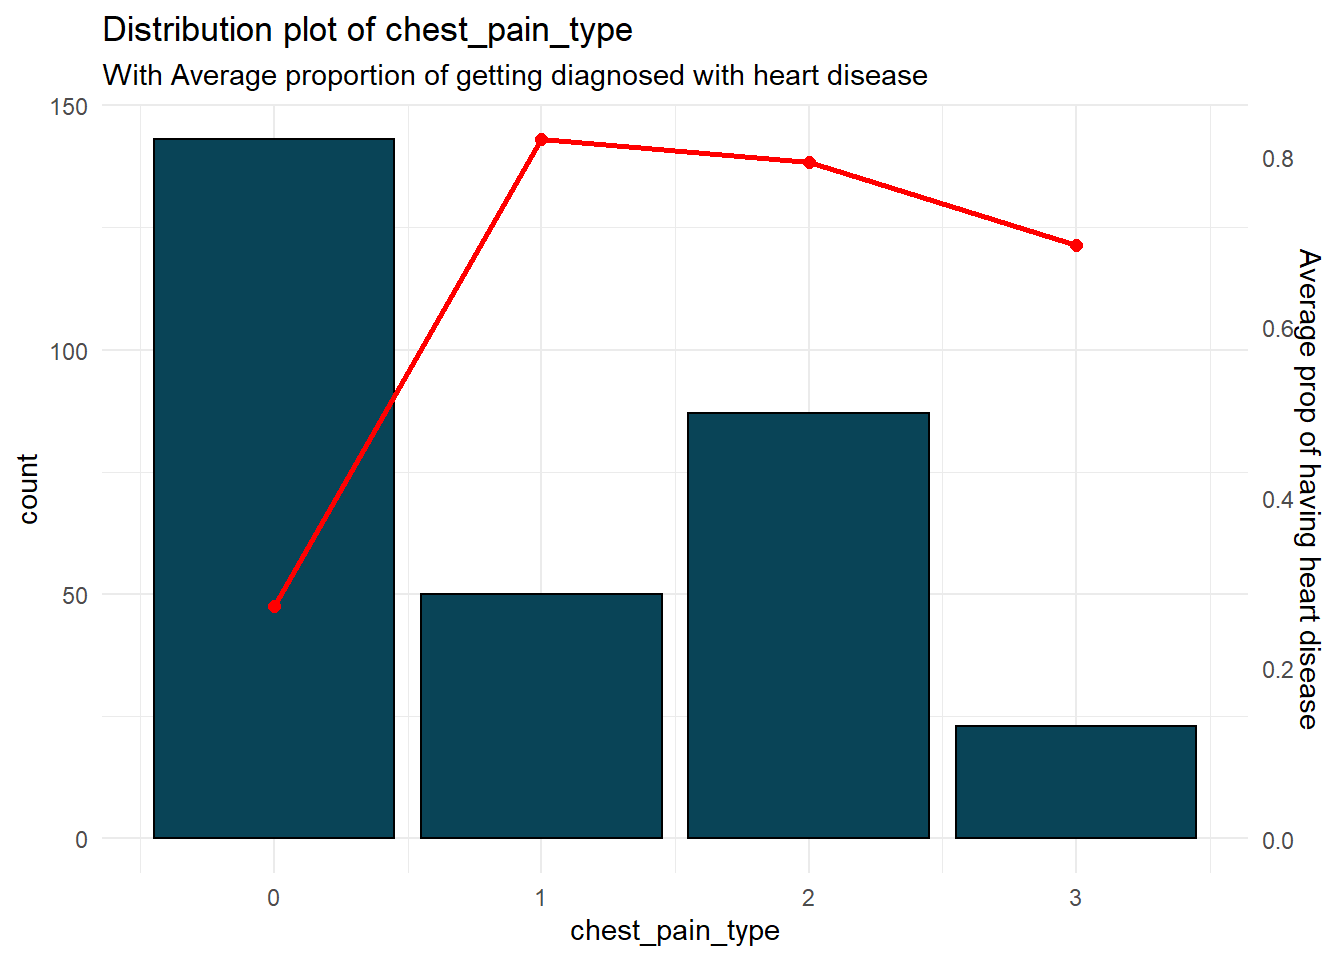 Distribution plot of chest_pain_type
With Average proportion of getting diagnosed with heart disease
150
100
50
0
count
0.8
0.6
0.4
0.2
0.0
Average prop of having heart disease
0
1
2
3
chest_pain_type